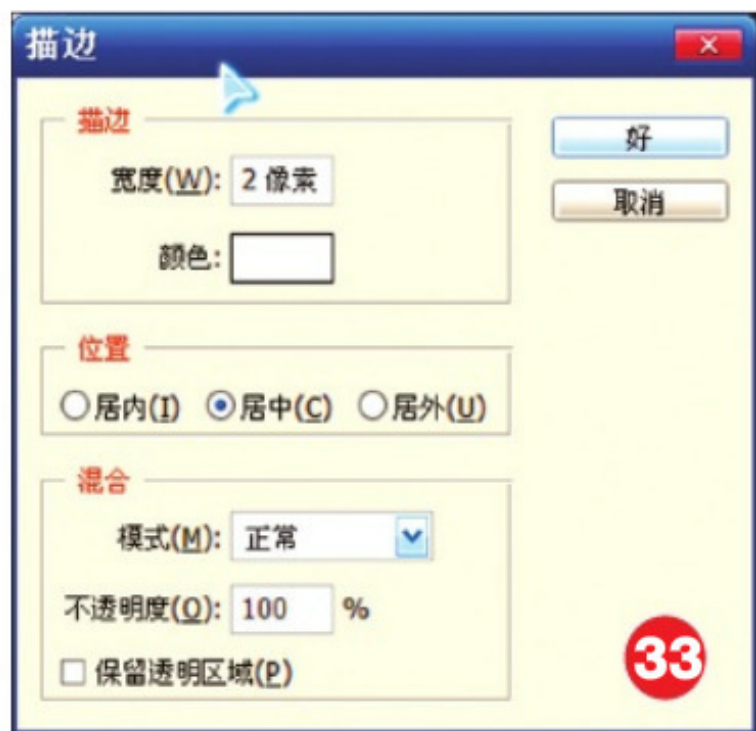 描边
描边
宽度(W): 2 像素
颜色:
好
取消
位置
居内(I) 居中(C) 居外(U)
混合
模式(M): 正常
不透明度(O): 100 %
保留透明区域(P)
33